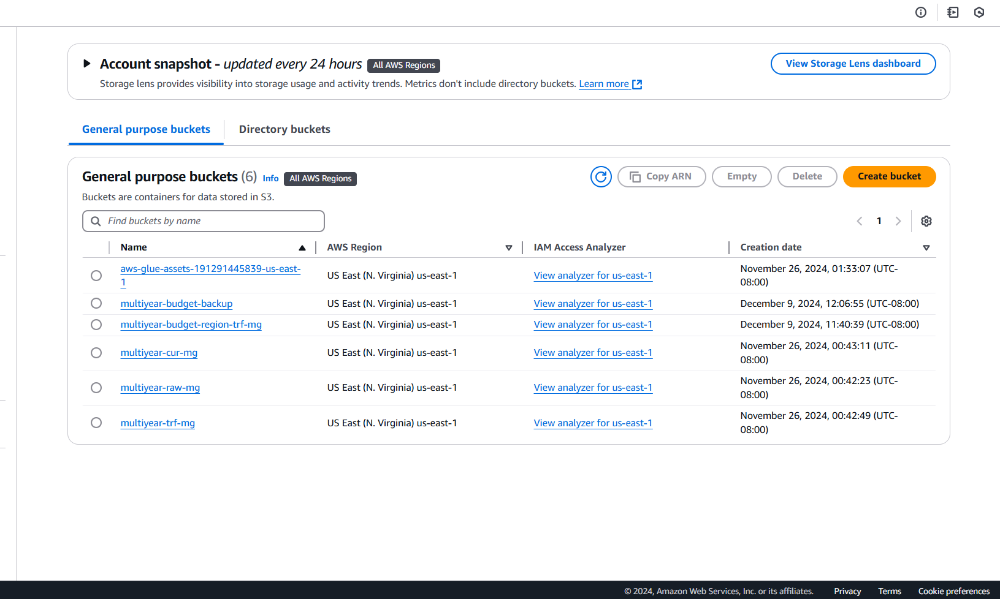 Account snapshot - updated every 24 hours All AWS Regions
View Storage Lens dashboard
Storage lens provides visibility into storage usage and activity trends. Metrics don't include directory buckets. Learn more
General purpose buckets
Directory buckets
General purpose buckets (6) Info All AWS Regions
Copy ARN
Empty
Delete
Create bucket
Buckets are containers for data stored in S3.
Find buckets by name
1
Name AWS Region IAM Access Analyzer Creation date
aws-glue-assets-191291445839-us-east-
1
US East (N. Virginia) us-east-1
View analyzer for us-east-1
November 26, 2024, 01:33:07 (UTC-
08:00)
multiyear-budget-backup US East (N. Virginia) us-east-1 View analyzer for us-east-1 December 9, 2024, 12:06:55 (UTC-08:00)
multiyear-budget-region-trf-mg US East (N. Virginia) us-east-1 View analyzer for us-east-1 December 9, 2024, 11:40:39 (UTC-08:00)
multiyear-cur-mg US East (N. Virginia) us-east-1 View analyzer for us-east-1 November 26, 2024, 00:43:11 (UTC-
08:00)
multiyear-raw-mg US East (N. Virginia) us-east-1 View analyzer for us-east-1 November 26, 2024, 00:42:23 (UTC-
08:00)
multiyear-trf-mg US East (N. Virginia) us-east-1 View analyzer for us-east-1 November 26, 2024, 00:42:49 (UTC-
08:00)
© 2024, Amazon Web Services, Inc. or its affiliates. Privacy Terms Cookie preferences